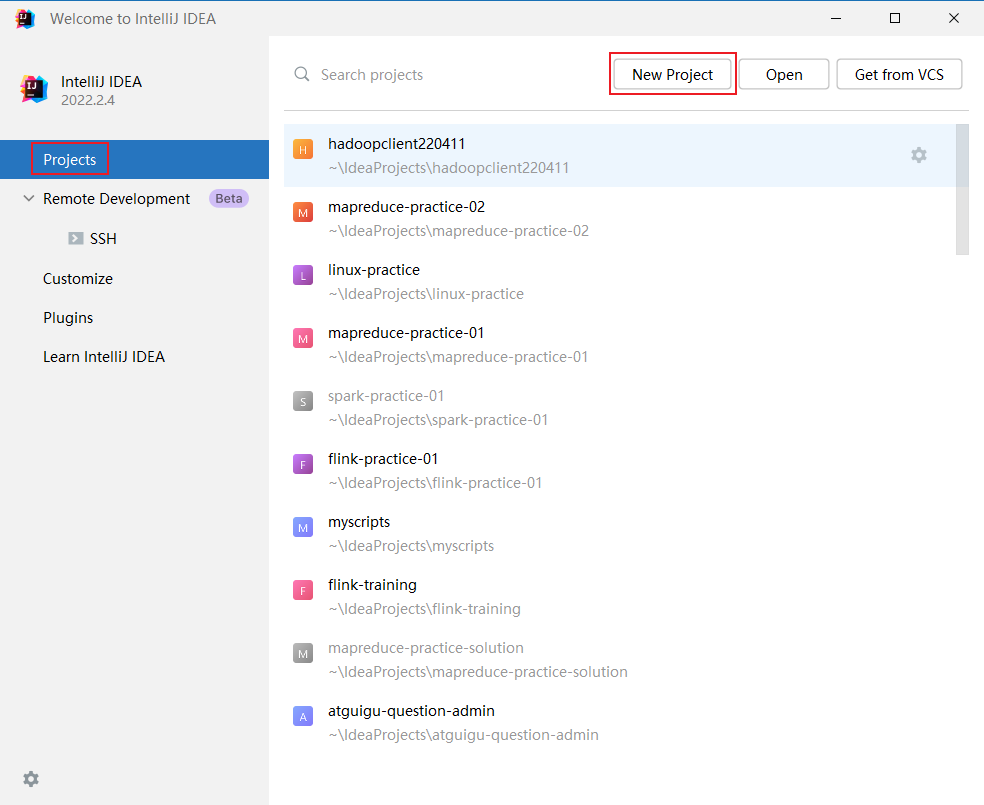 Welcome to IntelliJ IDEA
IntelliJ IDEA
2022.2.4
Projects
Remote Development Beta
SSH
Customize
Plugins
Learn IntelliJ IDEA
Search projects New Project Open Get from VCS
H hadoopclient220411
~\IdeaProjects\hadoopclient220411
M mapreduce-practice-02
~\IdeaProjects\mapreduce-practice-02
L linux-practice
~\IdeaProjects\linux-practice
M mapreduce-practice-01
~\IdeaProjects\mapreduce-practice-01
S spark-practice-01
~\IdeaProjects\spark-practice-01
F flink-practice-01
~\IdeaProjects\flink-practice-01
M myscripts
~\IdeaProjects\myscripts
F flink-training
~\IdeaProjects\flink-training
M mapreduce-practice-solution
~\IdeaProjects\mapreduce-practice-solution
A atguigu-question-admin
~\IdeaProjects\atguigu-question-admin